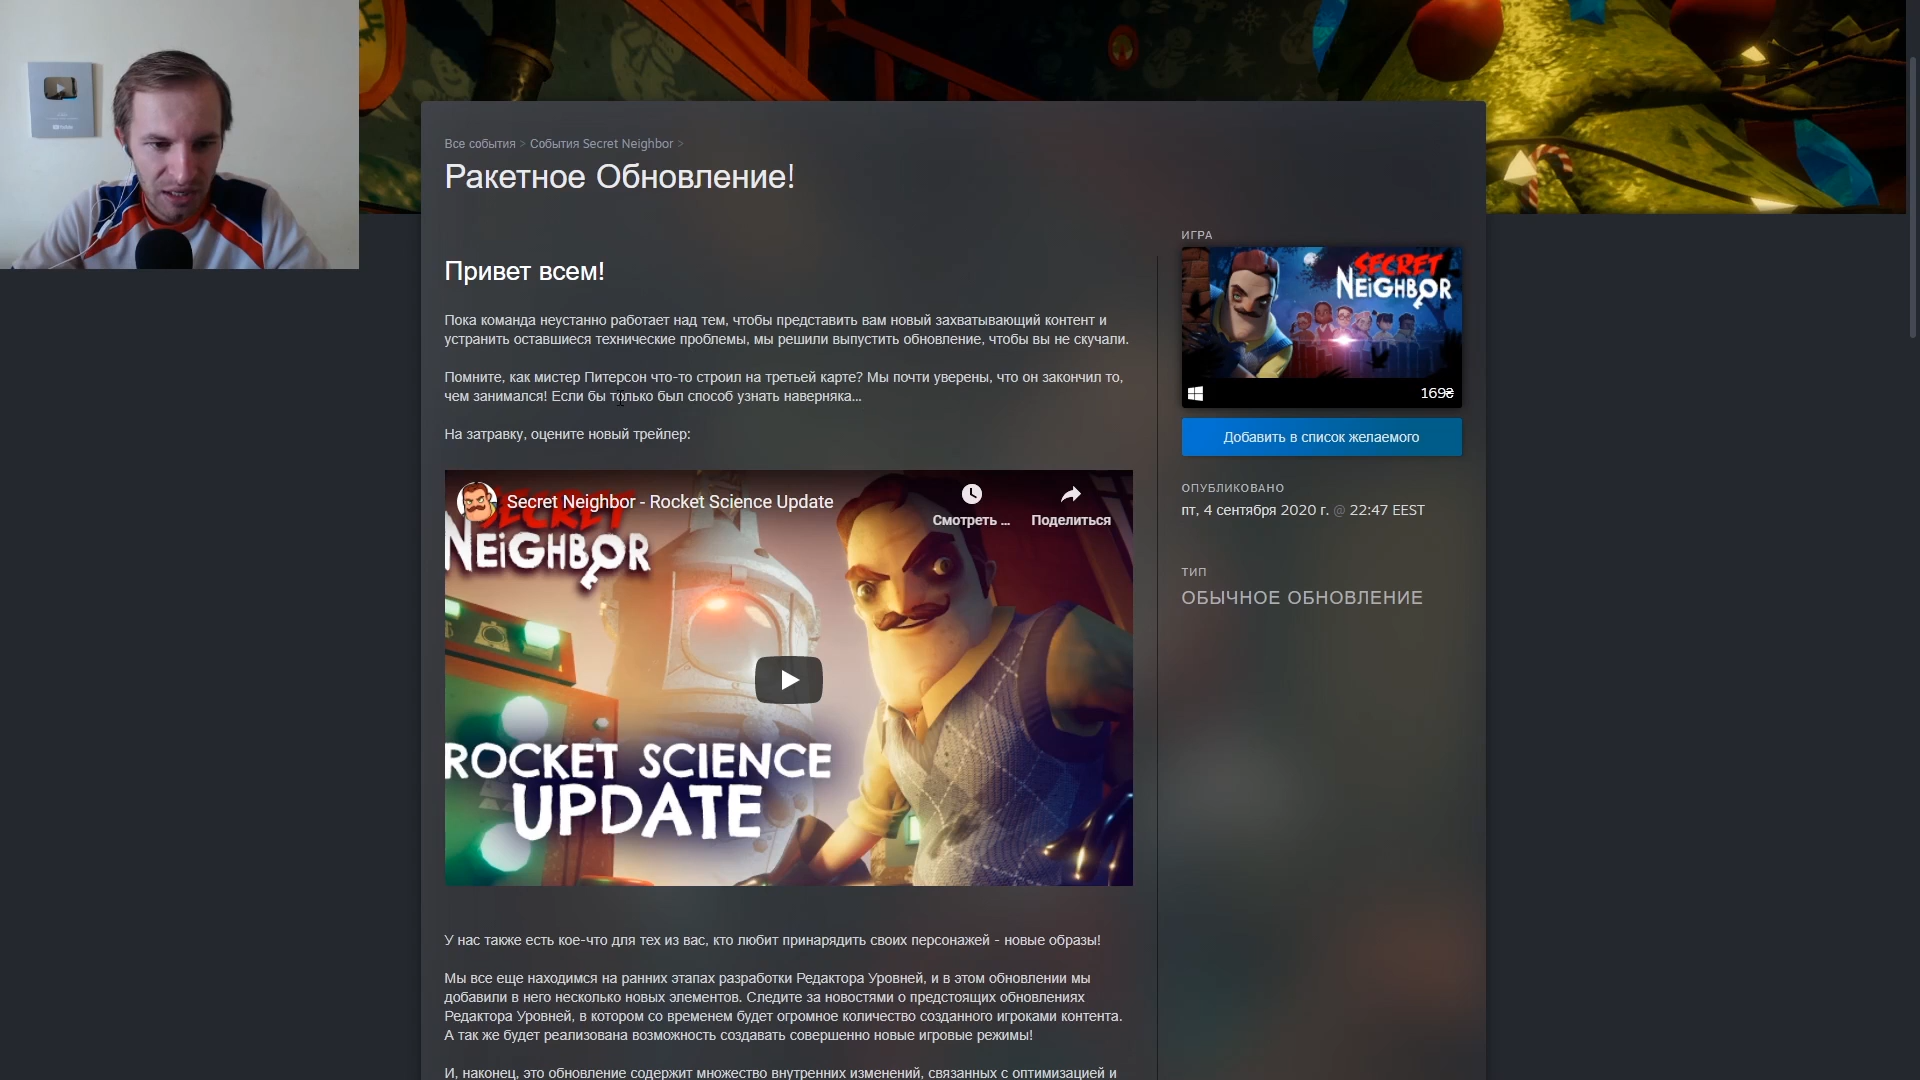 Все события > События Secret Neighbor >
Ракетное Обновление!
Привет всем!
Пока команда неустанно работает над тем, чтобы представить вам новый захватывающий контент и
устранить оставшиеся технические проблемы, мы решили выпустить обновление, чтобы вы не скучали.
Помните, как мистер Питерсон что-то строил на третьей карте? Мы почти уверены, что он закончил то,
чем занимался! Если бы только был способ узнать наверняка...
На затравку, оцените новый трейлер:
Secret Neighbor - Rocket Science Update
Смотреть ...
Поделиться
SECRET
NEiGHBOR
ROCKET SCIENCE
UPDATE
У нас также есть кое-что для тех из вас, кто любит принарядить своих персонажей - новые образы!
Мы все еще находимся на ранних этапах разработки Редактора Уровней, и в этом обновлении мы
добавили в него несколько новых элементов. Следите за новостями о предстоящих обновлениях
Редактора Уровней, в котором со временем будет огромное количество созданного игроками контента.
А так же будет реализована возможность создавать совершенно новые игровые режимы!
И, наконец, это обновление содержит множество внутренних изменений, связанных с оптимизацией и
ИГРА
SECRET
NEiGHBOR
169₴
Добавить в список желаемого
ОПУБЛИКОВАНО
пт, 4 сентября 2020 г. @ 22:47 EEST
ТИП
ОБЫЧНОЕ ОБНОВЛЕНИЕ